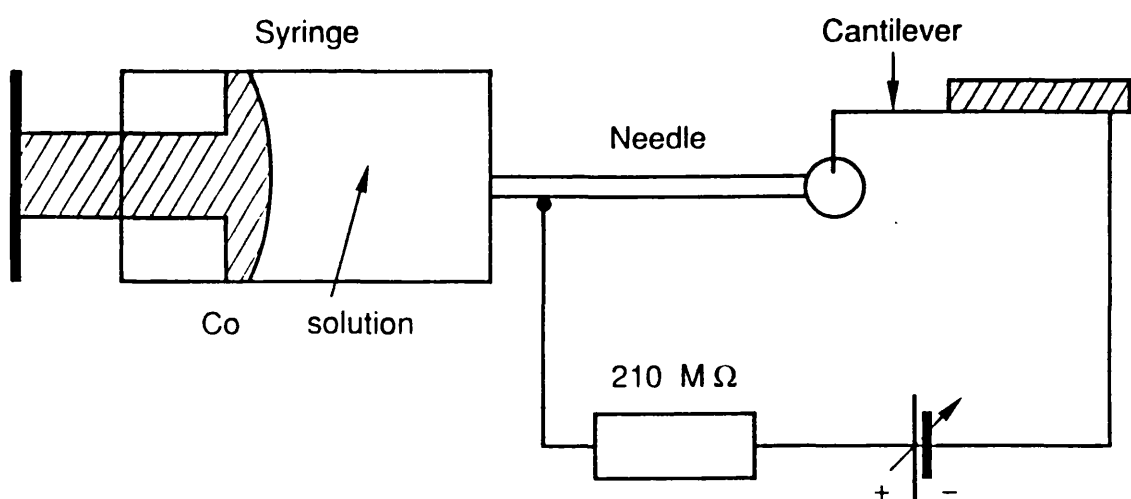 Syringe
Cantilever
Needle
Co
solution
210 MΩ
+ −